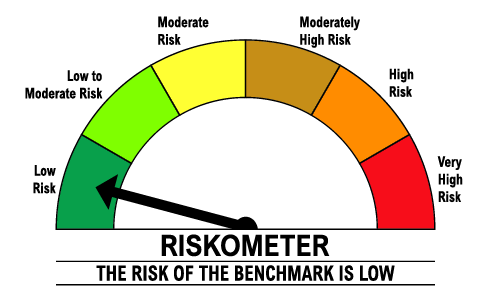 Moderate
Risk
Moderately
High Risk
Low to
Moderate Risk
High
Risk
Low
Risk
Very
High
Risk
RISKOMETER
THE RISK OF THE BENCHMARK IS LOW